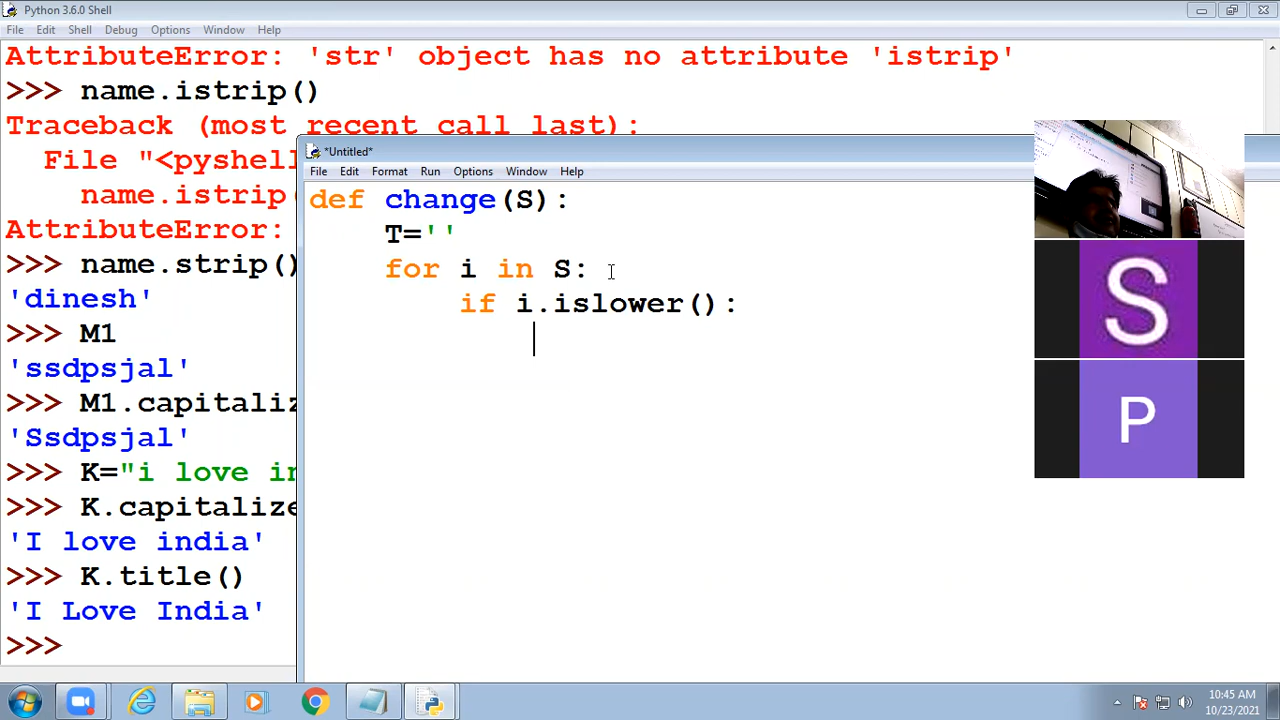 Python 3.6.0 Shell
File Edit Shell Debug Options Window Help
AttributeError: 'str' object has no attribute 'istrip'
>>> name.istrip()
Traceback (most recent call last):
File "<pyshell
name.istrip(
AttributeError:
>>> name.strip()
'dinesh'
>>> M1
'ssdpsjal'
>>> M1.capitaliz
'Ssdpsjal'
>>> K="i love in
>>> K.capitalize
'I love india'
>>> K.title()
'I Love India'
>>>
*Untitled*
File Edit Format Run Options Window Help
def change(S):
T=''
for i in S:
if i.islower():
S
P
10:45 AM
10/23/2021